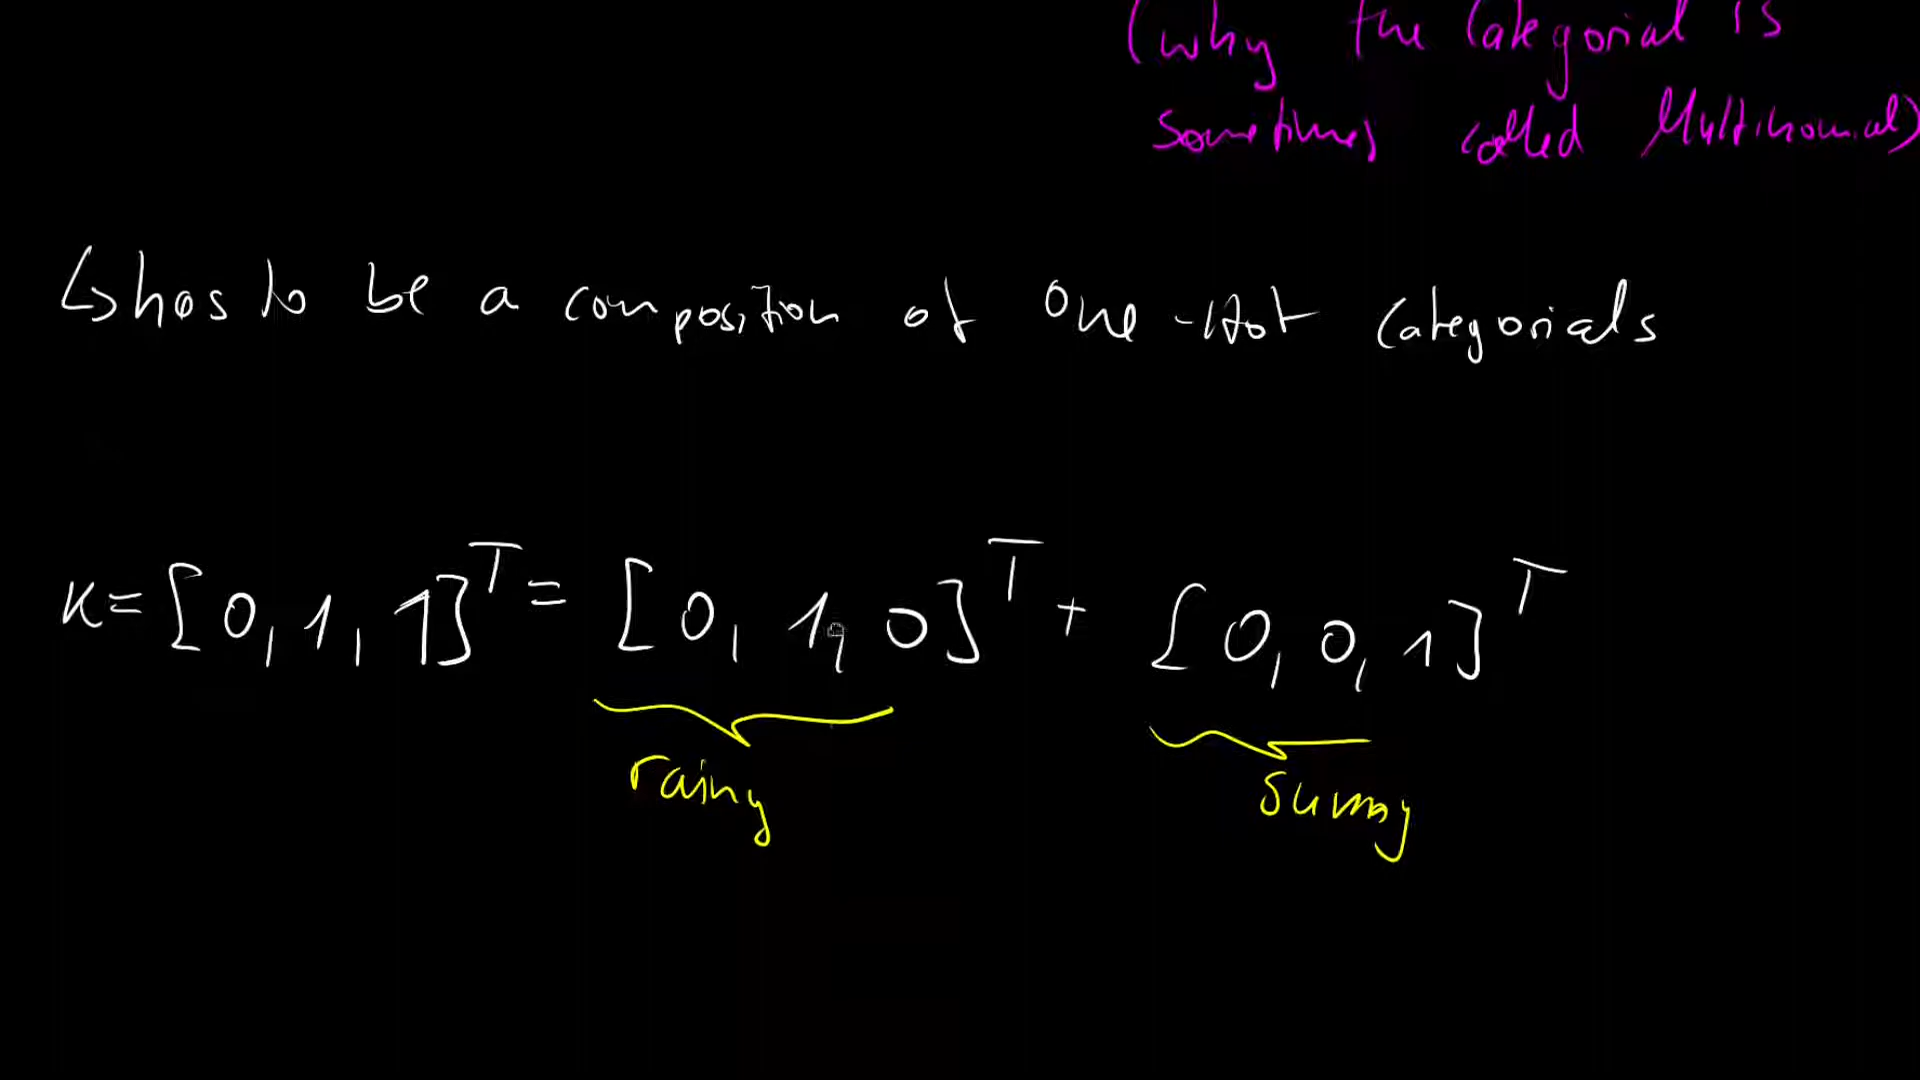 (why the Categorial is
sometimes called Multinomial)
↳ has to be a composition of One-Hot Categorials
K = [0, 1, 1]ᵀ = [0, 1, 0]ᵀ + [0, 0, 1]ᵀ
rainy sunny